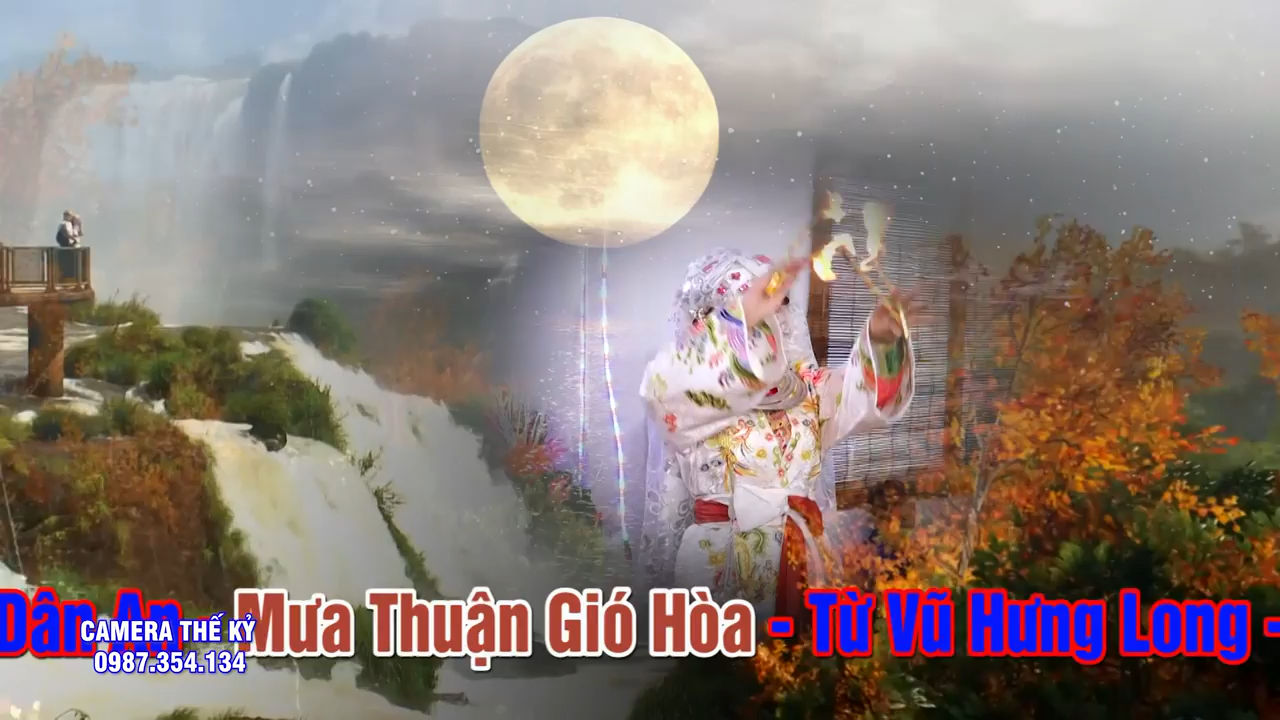 Dân An - Mưa Thuận Gió Hòa - Từ Vũ Hưng Long -
CAMERA THẾ KỶ
0987.354.134